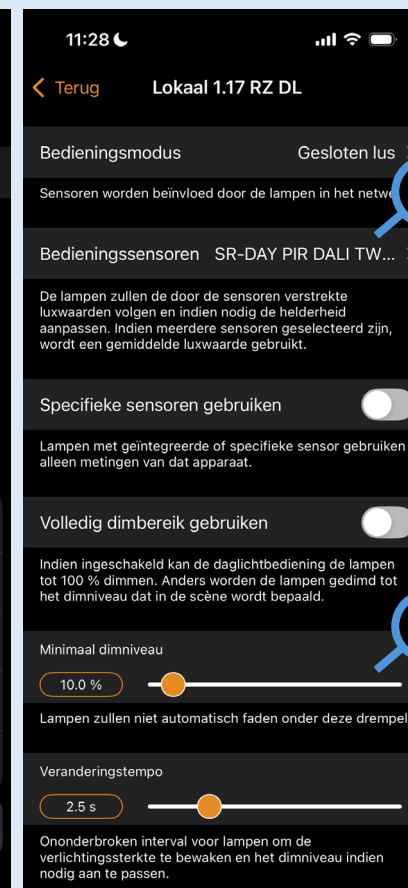 11:28
Terug
Lokaal 1.17 RZ DL
Bedieningsmodus
Gesloten lus
Sensoren worden beïnvloed door de lampen in het
Bedieningssensoren
SR-DAY PIR DALI TW...
De lampen zullen de door de sensoren verstrekte
luxwaarden volgen en indien nodig de helderheid
aanpassen. Indien meerdere sensoren geselecteerd zijn,
wordt een gemiddelde luxwaarde gebruikt.
Specifieke sensoren gebruiken
Lampen met geïntegreerde of specifieke sensor gebruiken
alleen metingen van dat apparaat.
Volledig dimbereik gebruiken
Indien ingeschakeld kan de daglichtbediening de lampen
tot 100 % dimmen. Anders worden de lampen gedimd tot
het dimniveau dat in de scène wordt bepaald.
Minimaal dimniveau
10.0 %
Lampen zullen niet automatisch faden onder deze drempel
Veranderingstempo
2.5 s
Ononderbroken interval voor lampen om de
verlichtingssterkte te bewaken en het dimniveau indien
nodig aan te passen.